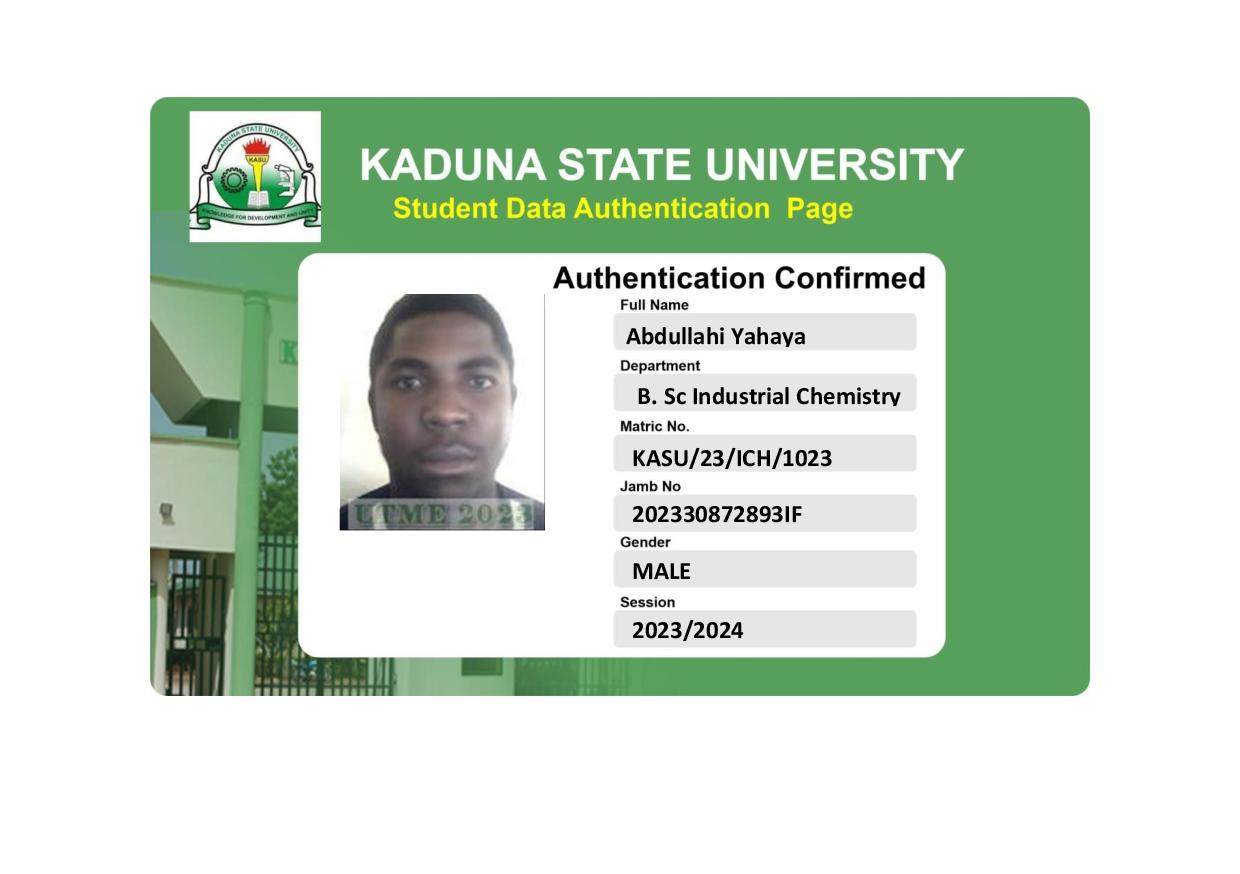 KADUNA STATE UNIVERSITY
KASU
KNOWLEDGE FOR DEVELOPMENT AND UNITY
KADUNA STATE UNIVERSITY
Student Data Authentication Page
Authentication Confirmed
Full Name
Abdullahi Yahaya
Department
B. Sc Industrial Chemistry
Matric No.
KASU/23/ICH/1023
Jamb No
202330872893IF
Gender
MALE
Session
2023/2024
UTME 2023
K